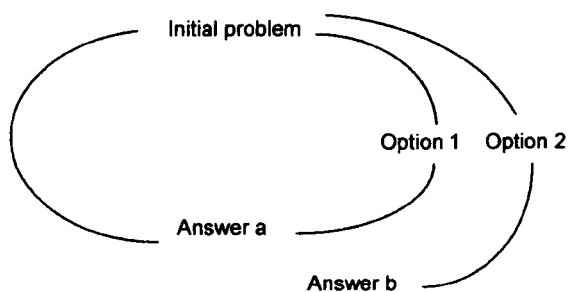 Initial problem
Option 1 Option 2
Answer a
Answer b